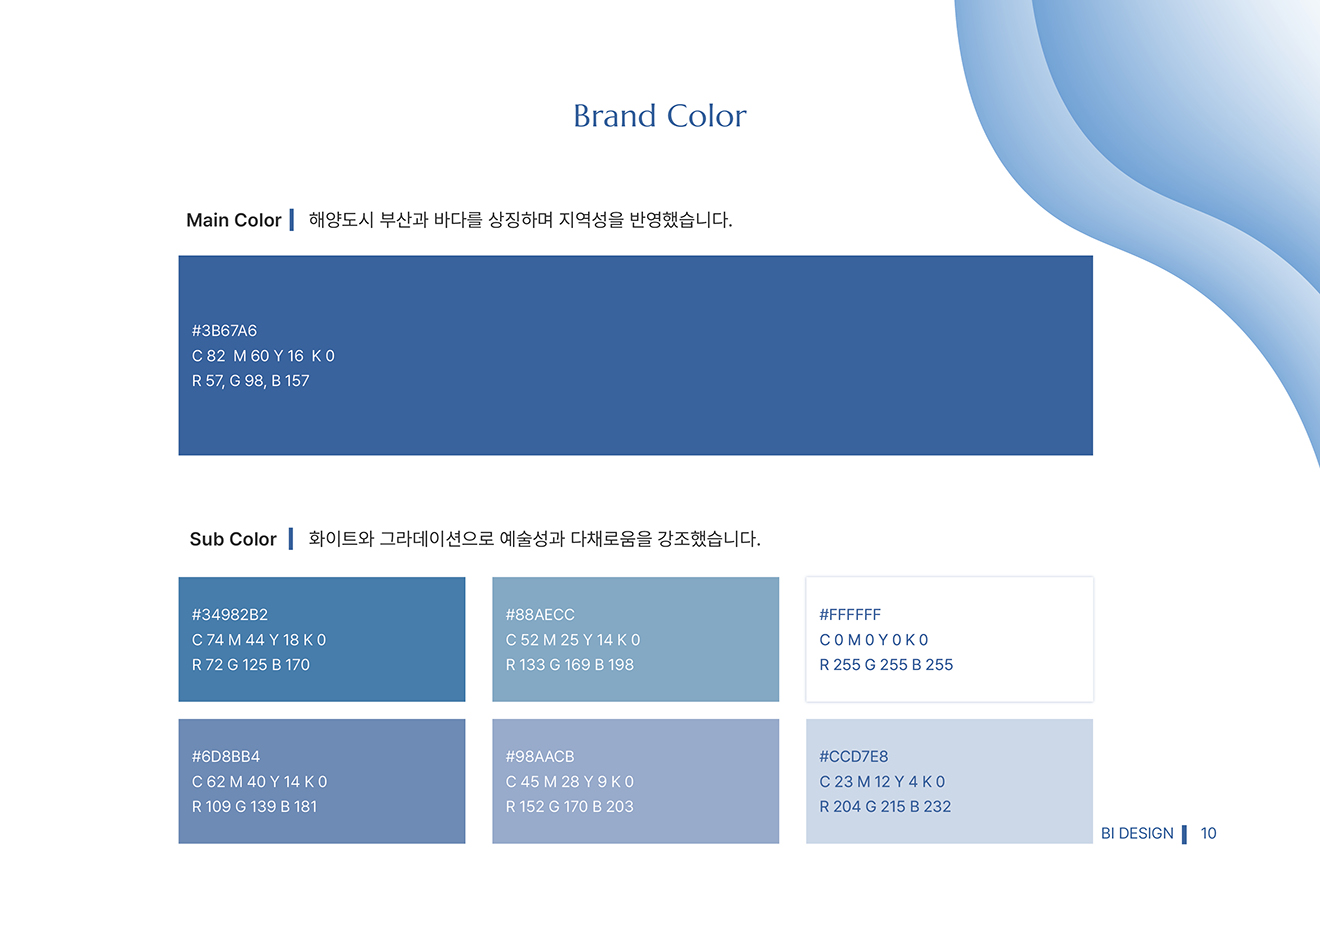 Brand Color
Main Color 해양도시 부산과 바다를 상징하며 지역성을 반영했습니다.
#3B67A6
C 82 M 60 Y 16 K 0
R 57, G 98, B 157
Sub Color 화이트와 그라데이션으로 예술성과 다채로움을 강조했습니다.
#34982B2
C 74 M 44 Y 18 K 0
R 72 G 125 B 170
#88AECC
C 52 M 25 Y 14 K 0
R 133 G 169 B 198
#FFFFFF
C 0 M 0 Y 0 K 0
R 255 G 255 B 255
#6D8BB4
C 62 M 40 Y 14 K 0
R 109 G 139 B 181
#98AACB
C 45 M 28 Y 9 K 0
R 152 G 170 B 203
#CCD7E8
C 23 M 12 Y 4 K 0
R 204 G 215 B 232
BI DESIGN 10